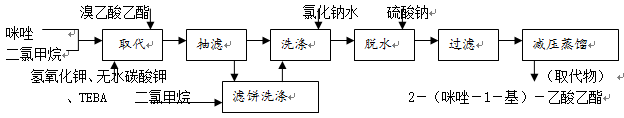 溴乙酸乙酯
氯化钠水
硫酸钠
咪唑
二氯甲烷
取代
抽滤
洗涤
脱水
过滤
减压蒸馏
氢氧化钾、无水碳酸钾
、TEBA
二氯甲烷
滤饼洗涤
(取代物)
2－(咪唑－1－基)－乙酸乙酯